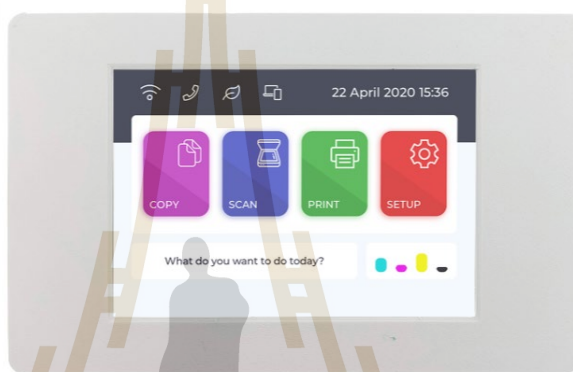 22 April 2020 15:36
COPY
SCAN
PRINT
SETUP
What do you want to do today?